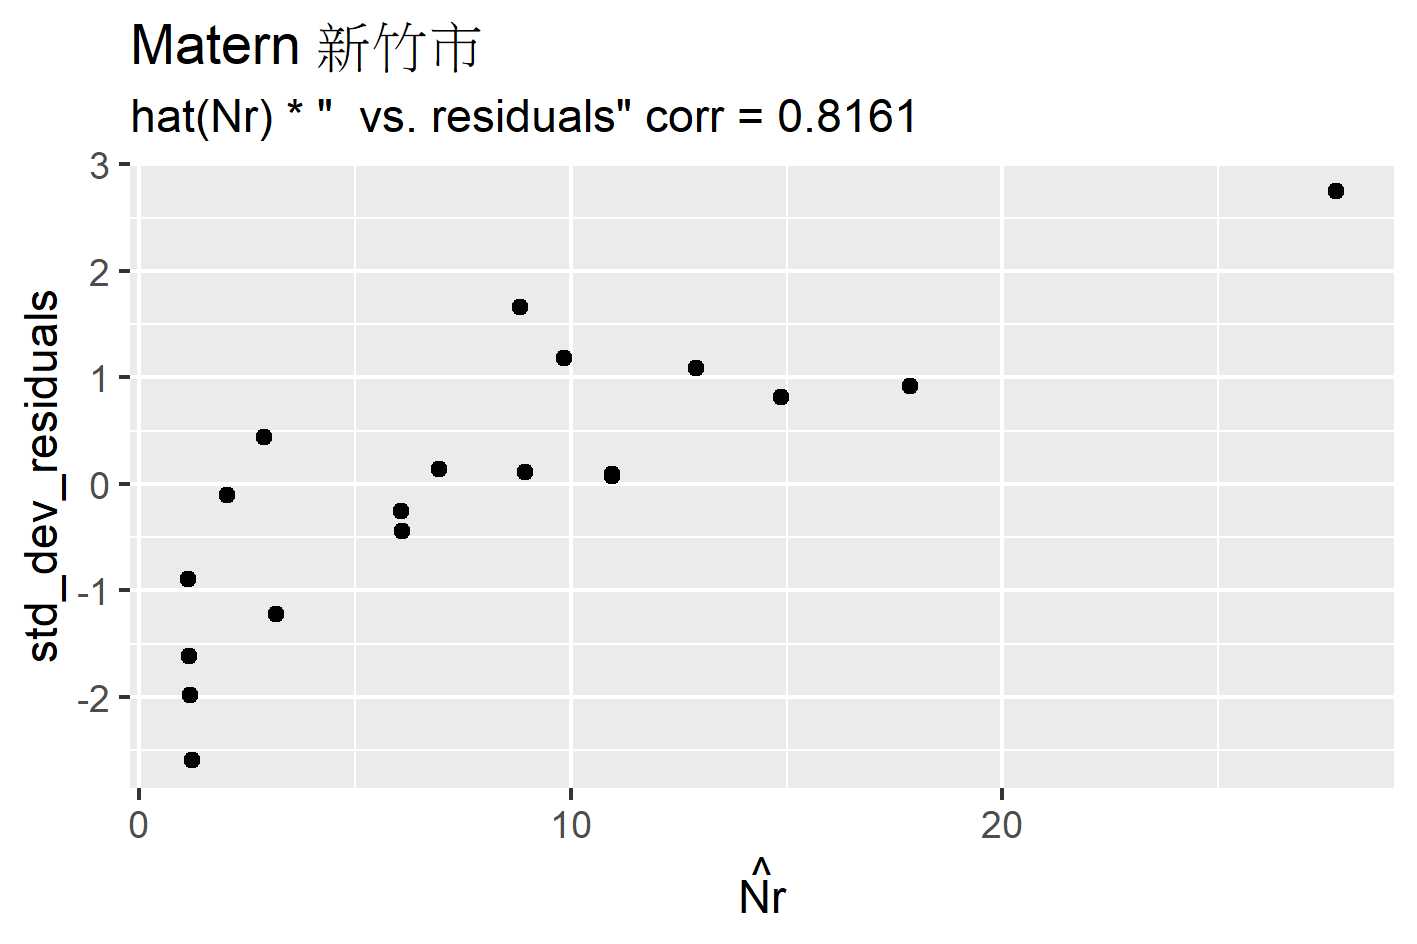 Matern 新竹市
hat(Nr) * "  vs. residuals" corr = 0.8161
std_dev_residuals
3
2
1
0
-1
-2
0 10 20
N̂r